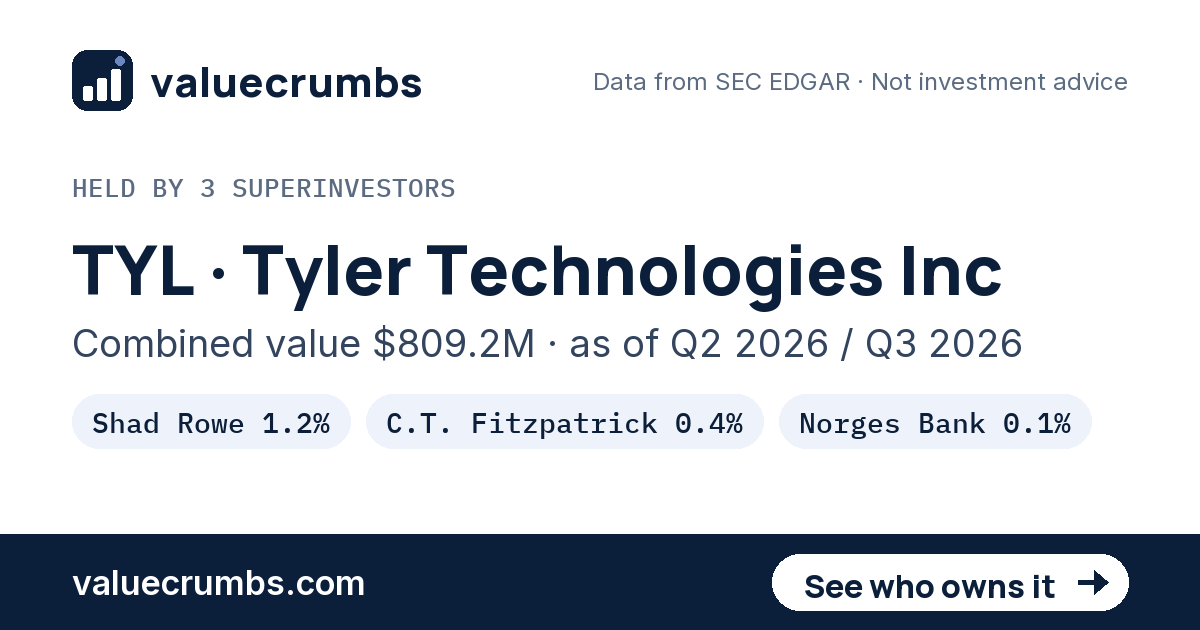 valuecrumbs
Data from SEC EDGAR · Not investment advice
HELD BY 3 SUPERINVESTORS
TYL · Tyler Technologies Inc
Combined value $809.2M · as of Q2 2026 / Q3 2026
Shad Rowe 1.2%
C.T. Fitzpatrick 0.4%
Norges Bank 0.1%
valuecrumbs.com
See who owns it →